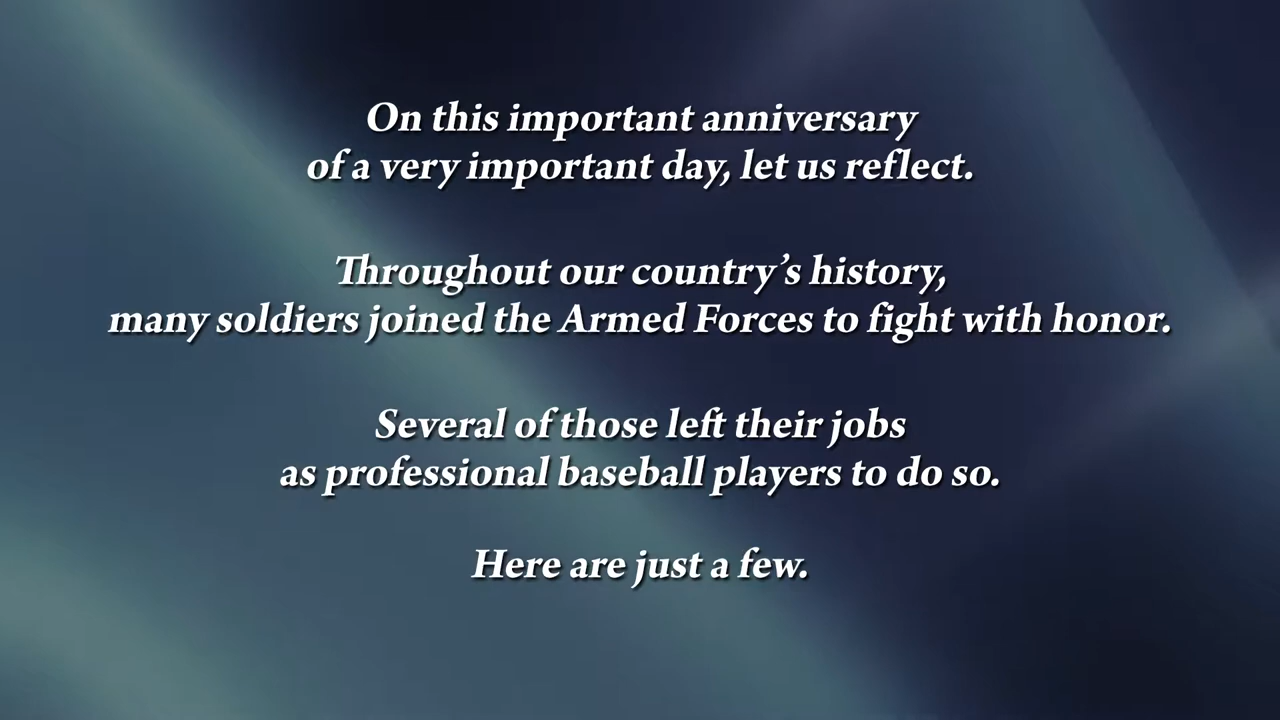 On this important anniversary
of a very important day, let us reflect.
Throughout our country’s history,
many soldiers joined the Armed Forces to fight with honor.
Several of those left their jobs
as professional baseball players to do so.
Here are just a few.